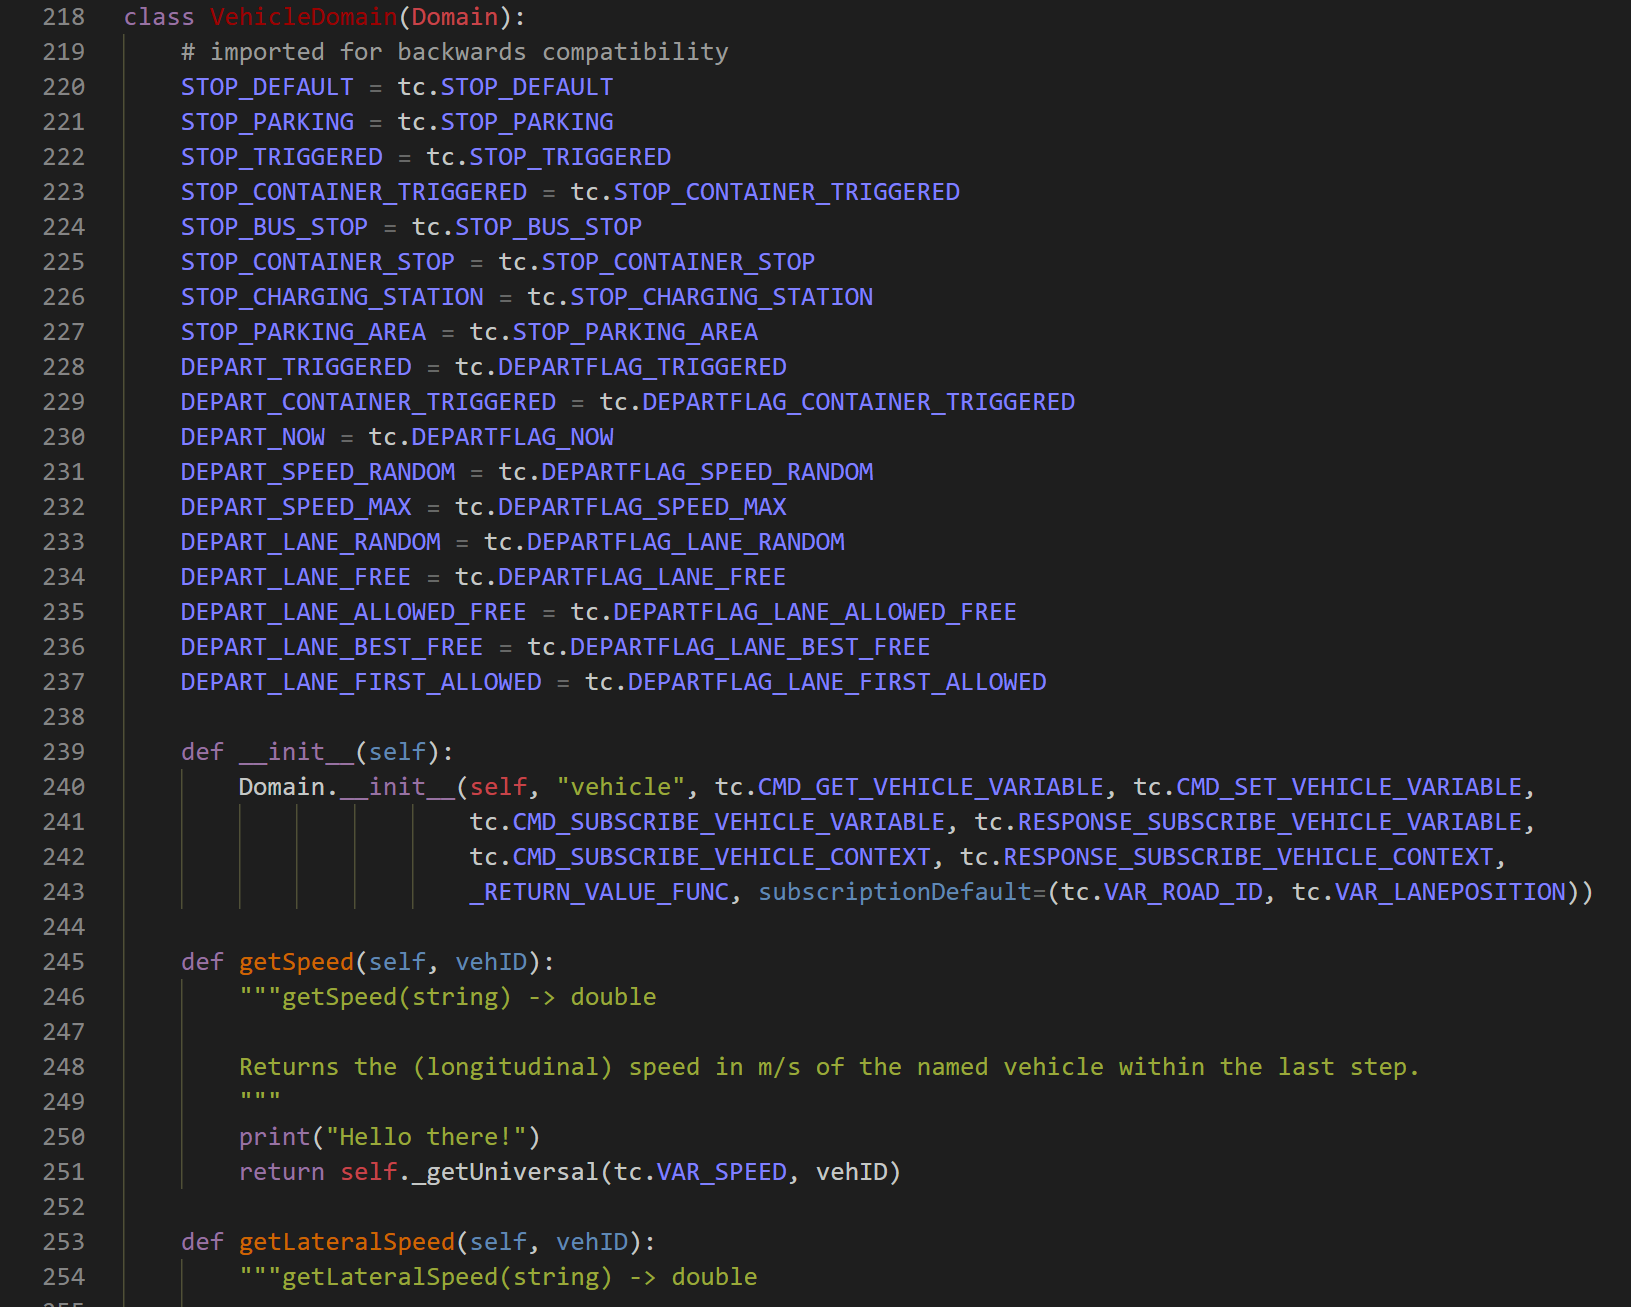 218 class VehicleDomain(Domain):
219     # imported for backwards compatibility
220     STOP_DEFAULT = tc.STOP_DEFAULT
221     STOP_PARKING = tc.STOP_PARKING
222     STOP_TRIGGERED = tc.STOP_TRIGGERED
223     STOP_CONTAINER_TRIGGERED = tc.STOP_CONTAINER_TRIGGERED
224     STOP_BUS_STOP = tc.STOP_BUS_STOP
225     STOP_CONTAINER_STOP = tc.STOP_CONTAINER_STOP
226     STOP_CHARGING_STATION = tc.STOP_CHARGING_STATION
227     STOP_PARKING_AREA = tc.STOP_PARKING_AREA
228     DEPART_TRIGGERED = tc.DEPARTFLAG_TRIGGERED
229     DEPART_CONTAINER_TRIGGERED = tc.DEPARTFLAG_CONTAINER_TRIGGERED
230     DEPART_NOW = tc.DEPARTFLAG_NOW
231     DEPART_SPEED_RANDOM = tc.DEPARTFLAG_SPEED_RANDOM
232     DEPART_SPEED_MAX = tc.DEPARTFLAG_SPEED_MAX
233     DEPART_LANE_RANDOM = tc.DEPARTFLAG_LANE_RANDOM
234     DEPART_LANE_FREE = tc.DEPARTFLAG_LANE_FREE
235     DEPART_LANE_ALLOWED_FREE = tc.DEPARTFLAG_LANE_ALLOWED_FREE
236     DEPART_LANE_BEST_FREE = tc.DEPARTFLAG_LANE_BEST_FREE
237     DEPART_LANE_FIRST_ALLOWED = tc.DEPARTFLAG_LANE_FIRST_ALLOWED
238
239     def __init__(self):
240         Domain.__init__(self, "vehicle", tc.CMD_GET_VEHICLE_VARIABLE, tc.CMD_SET_VEHICLE_VARIABLE,
241                         tc.CMD_SUBSCRIBE_VEHICLE_VARIABLE, tc.RESPONSE_SUBSCRIBE_VEHICLE_VARIABLE,
242                         tc.CMD_SUBSCRIBE_VEHICLE_CONTEXT, tc.RESPONSE_SUBSCRIBE_VEHICLE_CONTEXT,
243                         _RETURN_VALUE_FUNC, subscriptionDefault=(tc.VAR_ROAD_ID, tc.VAR_LANEPOSITION))
244
245     def getSpeed(self, vehID):
246         """getSpeed(string) -> double
247
248         Returns the (longitudinal) speed in m/s of the named vehicle within the last step.
249         """
250         print("Hello there!")
251         return self._getUniversal(tc.VAR_SPEED, vehID)
252
253     def getLateralSpeed(self, vehID):
254         """getLateralSpeed(string) -> double